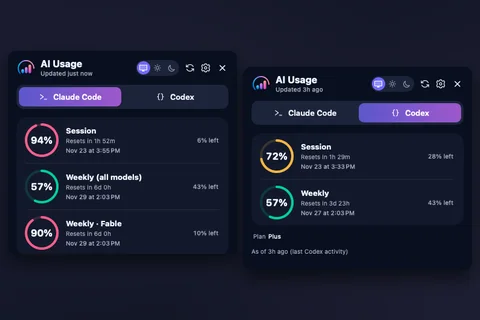 AI Usage
Updated just now
>_ Claude Code
{} Codex
94%
Session
Resets in 1h 52m
Nov 23 at 3:55 PM
6% left
57%
Weekly (all models)
Resets in 6d 0h
Nov 29 at 2:03 PM
43% left
90%
Weekly · Fable
Resets in 6d 0h
Nov 29 at 2:03 PM
10% left
AI Usage
Updated 3h ago
>_ Claude Code
{} Codex
72%
Session
Resets in 1h 29m
Nov 23 at 3:33 PM
28% left
57%
Weekly
Resets in 3d 23h
Nov 27 at 2:03 PM
43% left
Plan Plus
As of 3h ago (last Codex activity)